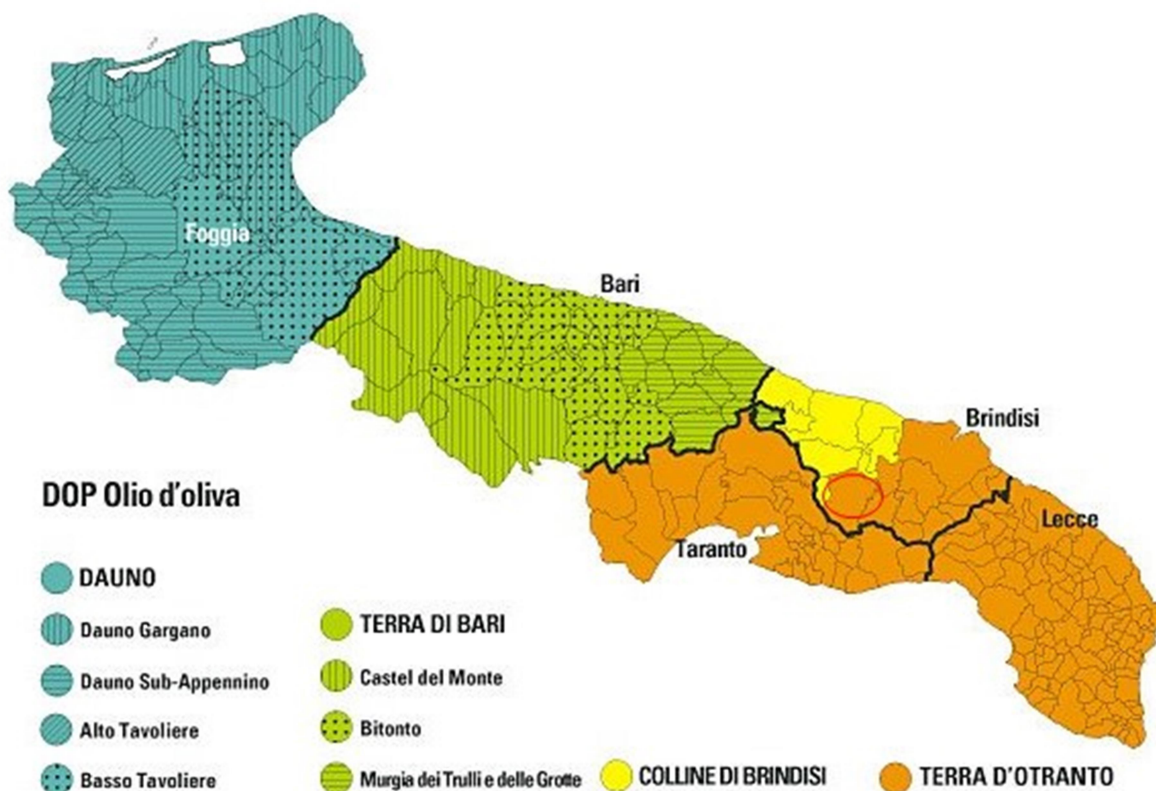 Foggia
Bari
Brindisi
Lecce
Taranto
DOP Olio d'oliva
DAUNO
Dauno Gargano
Dauno Sub-Appennino
Alto Tavoliere
Basso Tavoliere
TERRA DI BARI
Castel del Monte
Bitonto
Murgia dei Trulli e delle Grotte
COLLINE DI BRINDISI
TERRA D'OTRANTO